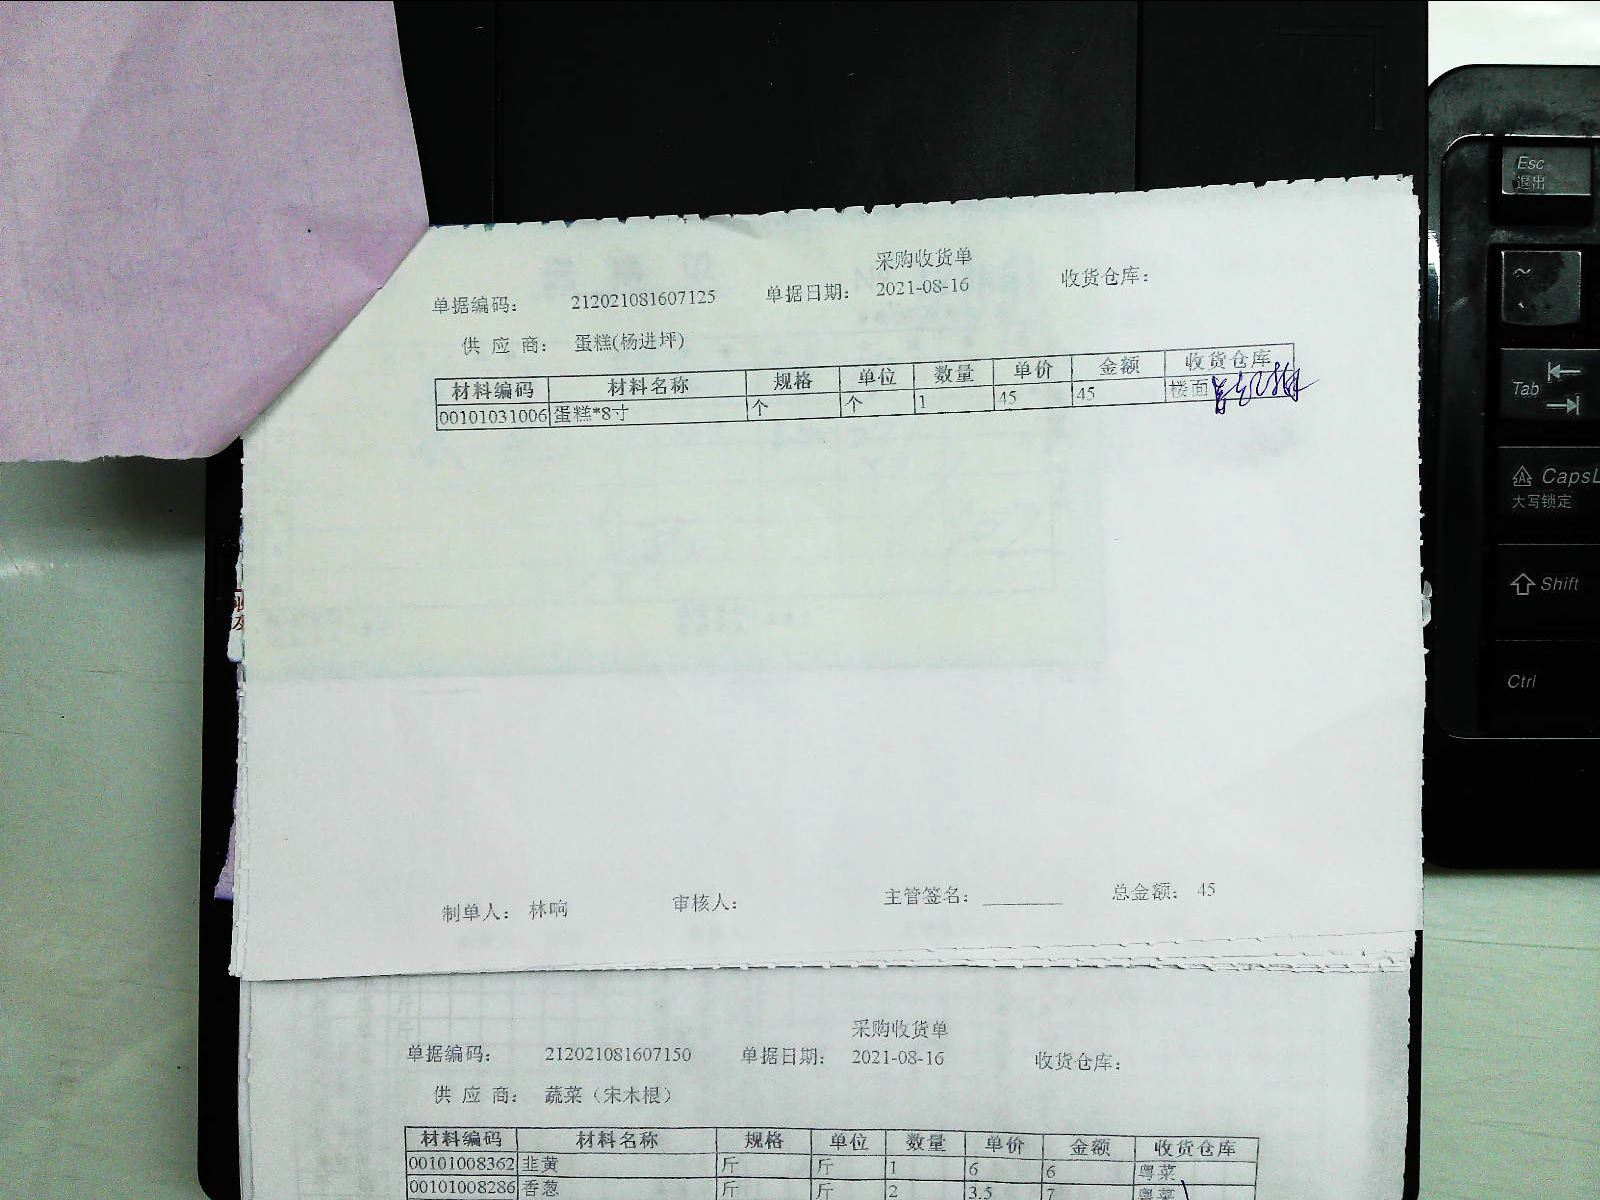 采购收货单
单据编码： 212021081607125 单据日期： 2021-08-16 收货仓库：
供 应 商： 蛋糕(杨进坪)
材料编码 材料名称 规格 单位 数量 单价 金额 收货仓库
00101031006 蛋糕*8寸 个 个 1 45 45 楼面
制单人： 林响 审核人： 主管签名： ________ 总金额： 45
采购收货单
单据编码： 212021081607150 单据日期： 2021-08-16 收货仓库：
供 应 商： 蔬菜（宋木根）
材料编码 材料名称 规格 单位 数量 单价 金额 收货仓库
00101008362 韭黄 斤 斤 1 6 6 粤菜
00101008286 香葱 斤 斤 2 3.5 7 粤菜
Esc
退出
~
Tab
CapsL
大写锁定
Shift
Ctrl